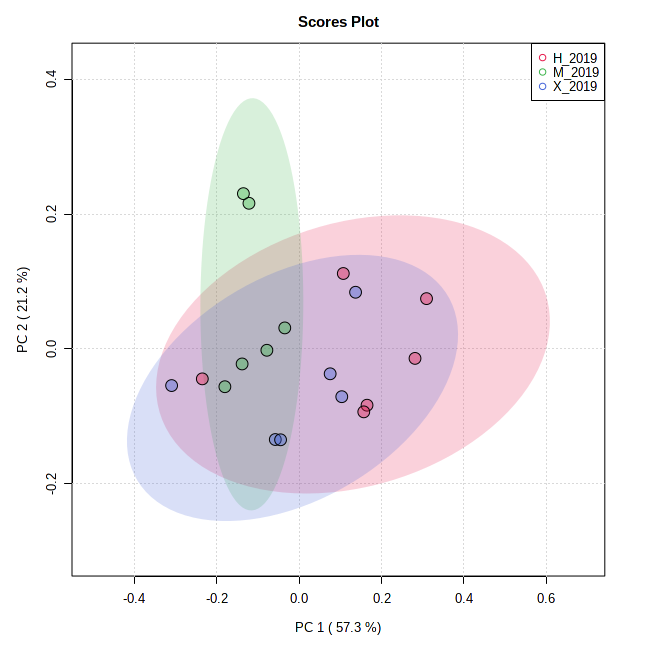 Scores Plot
H_2019
M_2019
X_2019
0.4
0.2
0.0
-0.2
PC 2 ( 21.2 %)
-0.4 -0.2 0.0 0.2 0.4 0.6
PC 1 ( 57.3 %)